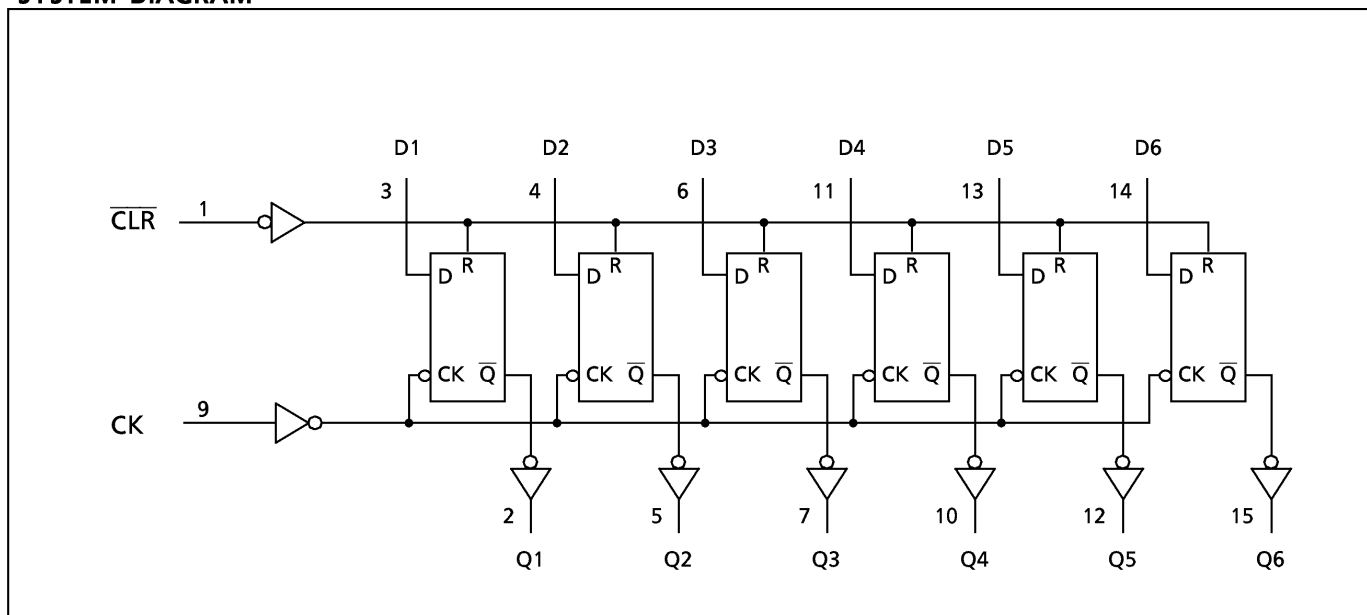 SYSTEM DIAGRAM
D1 D2 D3 D4 D5 D6
3 4 6 11 13 14
C̅L̅R̅ 1
R R R R R R
D D D D D D
CK Q̅ CK Q̅ CK Q̅ CK Q̅ CK Q̅ CK Q̅
CK 9
2 5 7 10 12 15
Q1 Q2 Q3 Q4 Q5 Q6